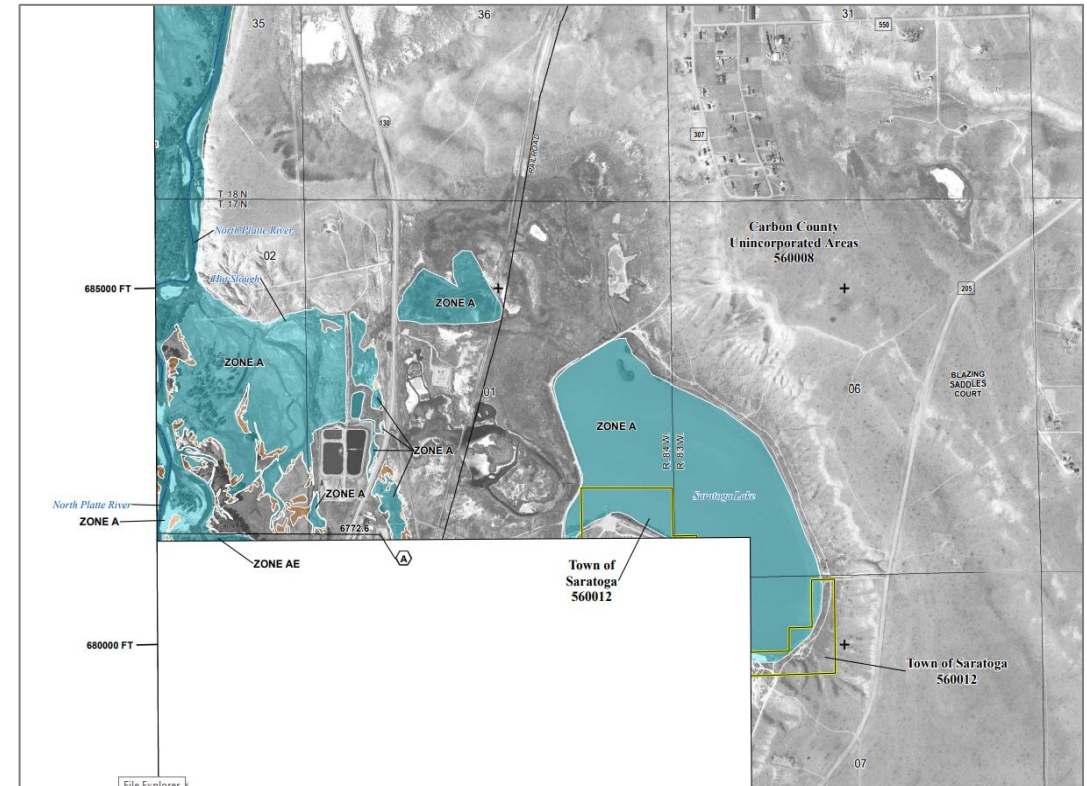 35
36
31
550
130
307
RAILROAD
T. 18 N.
T. 17 N.
North Platte River
02
Hot Slough
Carbon County
Unincorporated Areas
560008
685000 FT
ZONE A
205
ZONE A
01
06
BLAZING
SADDLES
COURT
ZONE A
R. 84 W.
R. 83 W.
ZONE A
ZONE A
Saratoga Lake
North Platte River
ZONE A
6772.6
A
ZONE AE
Town of
Saratoga
560012
680000 FT
Town of Saratoga
560012
07
File Explorer